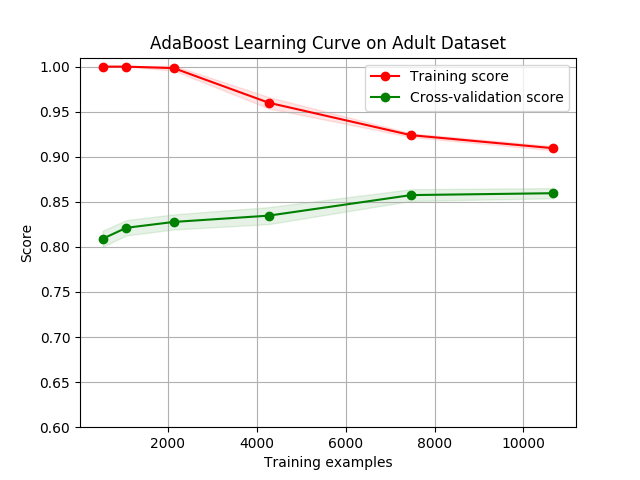 AdaBoost Learning Curve on Adult Dataset
Training score
Cross-validation score
1.00
0.95
0.90
0.85
0.80
0.75
0.70
0.65
0.60
Score
2000 4000 6000 8000 10000
Training examples